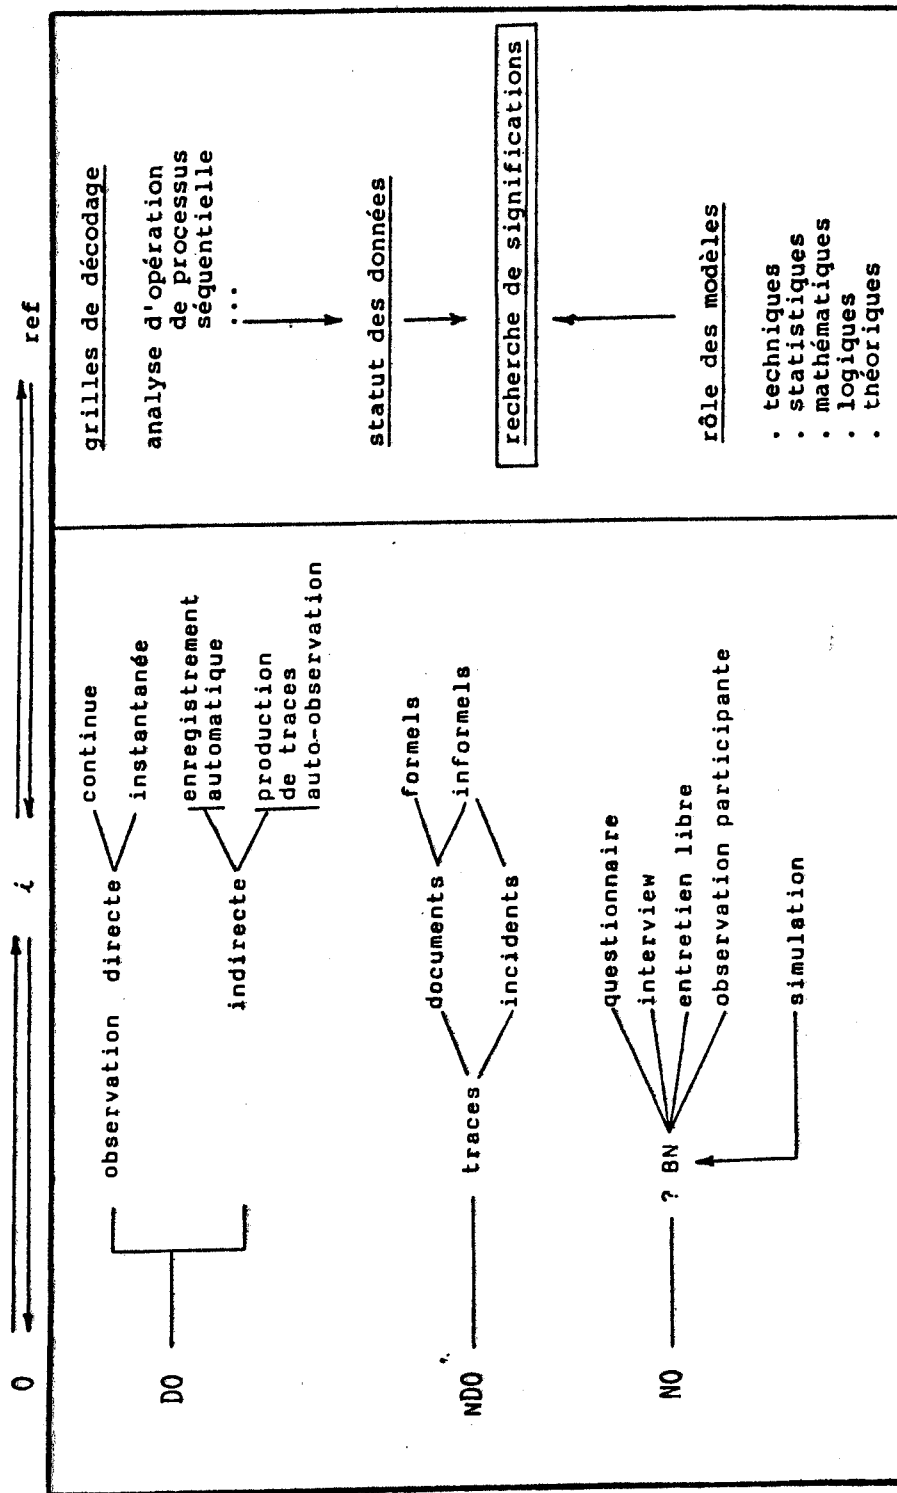 O
i
ref
DO
observation directe
continue
instantanée
indirecte
enregistrement
automatique
production
de traces
auto-observation
NDO
traces
documents
incidents
formels
informels
NO
? BN
questionnaire
interview
entretien libre
observation participante
simulation
grilles de décodage
analyse d'opération
de processus
séquentielle
...
statut des données
recherche de significations
rôle des modèles
. techniques
. statistiques
. mathématiques
. logiques
. théoriques